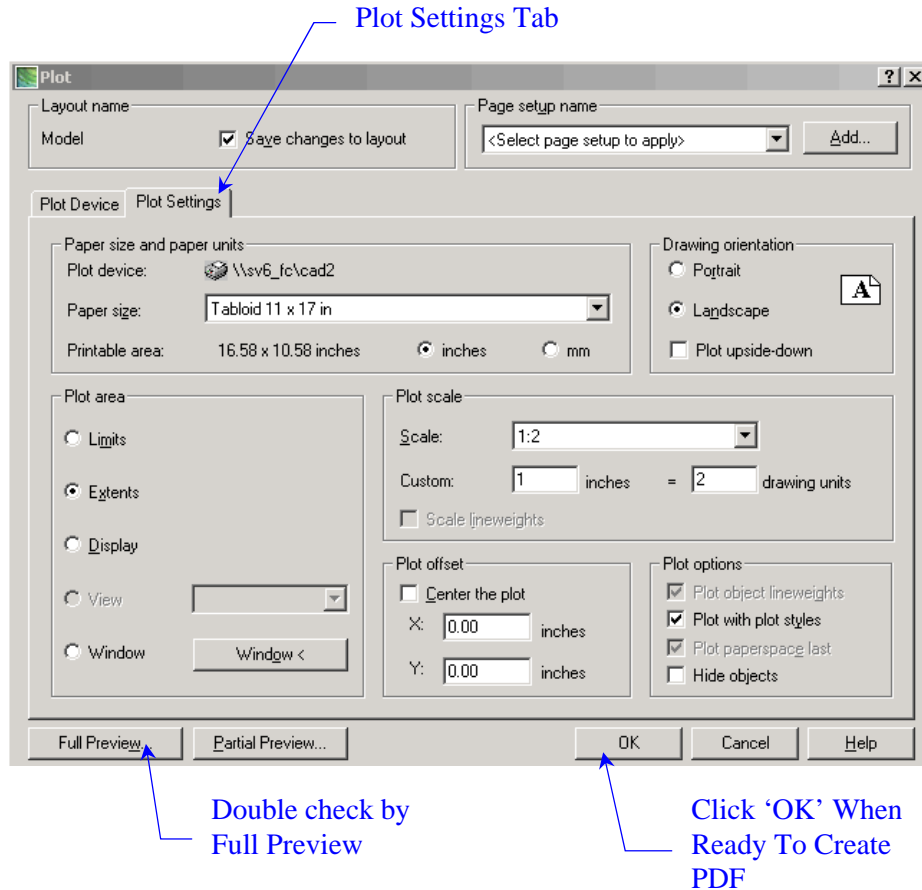 Plot Settings Tab
Plot
Layout name
Model
Save changes to layout
Page setup name
<Select page setup to apply>
Add...
Plot Device
Plot Settings
Paper size and paper units
Plot device:
\\sv6_fc\cad2
Paper size:
Tabloid 11 x 17 in
Printable area:
16.58 x 10.58 inches
inches
mm
Drawing orientation
Portrait
Landscape
Plot upside-down
A
Plot area
Limits
Extents
Display
View
Window
Window <
Plot scale
Scale:
1:2
Custom:
1
inches
=
2
drawing units
Scale lineweights
Plot offset
Center the plot
X:
0.00
inches
Y:
0.00
inches
Plot options
Plot object lineweights
Plot with plot styles
Plot paperspace last
Hide objects
Full Preview...
Partial Preview...
OK
Cancel
Help
Double check by
Full Preview
Click ‘OK’ When
Ready To Create
PDF